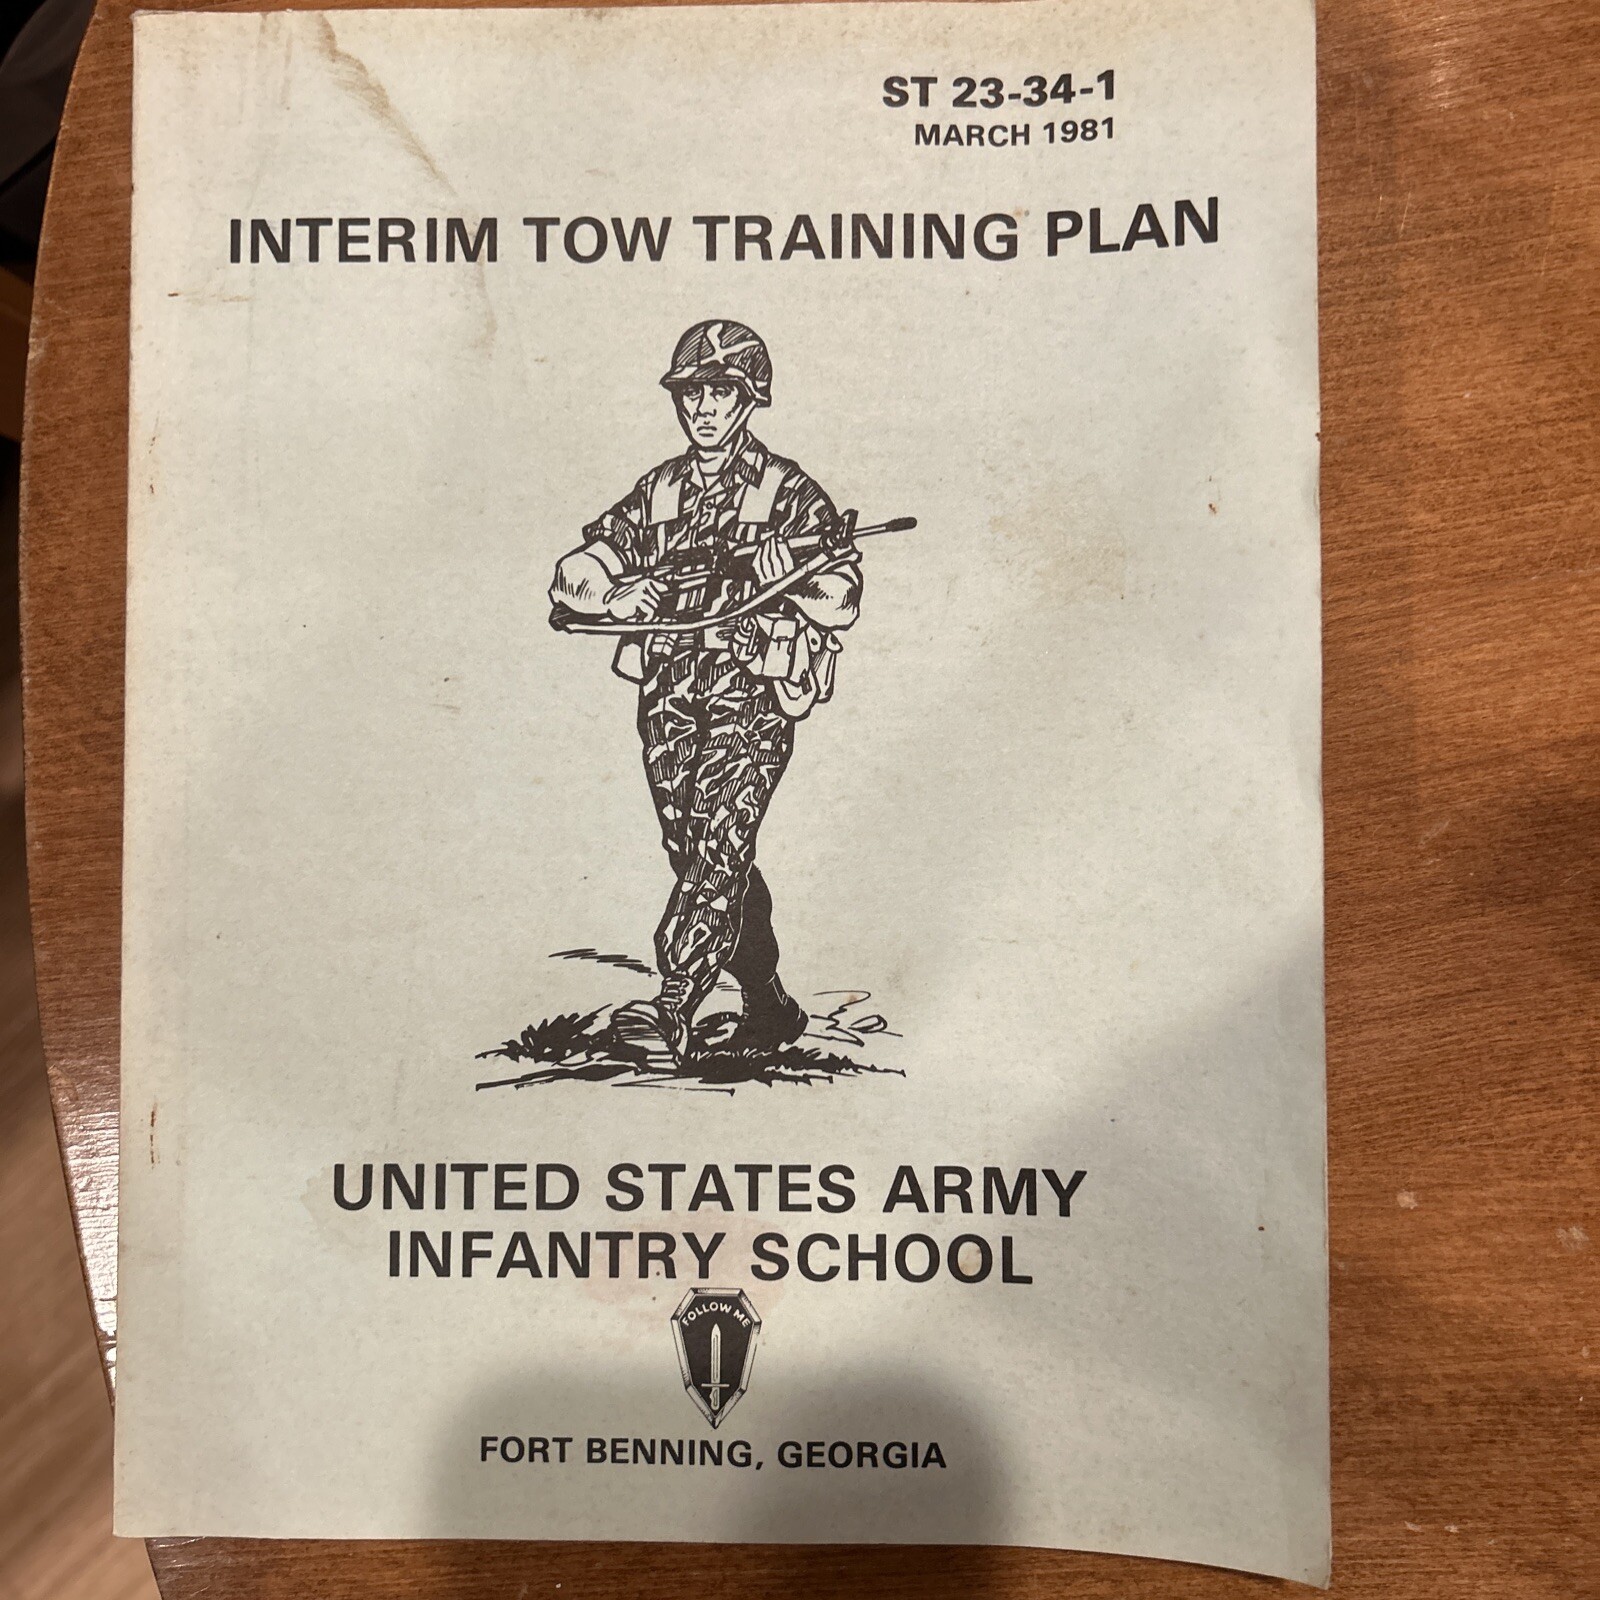 ST 23-34-1
MARCH 1981
INTERIM TOW TRAINING PLAN
UNITED STATES ARMY
INFANTRY SCHOOL
FOLLOW ME
FORT BENNING, GEORGIA